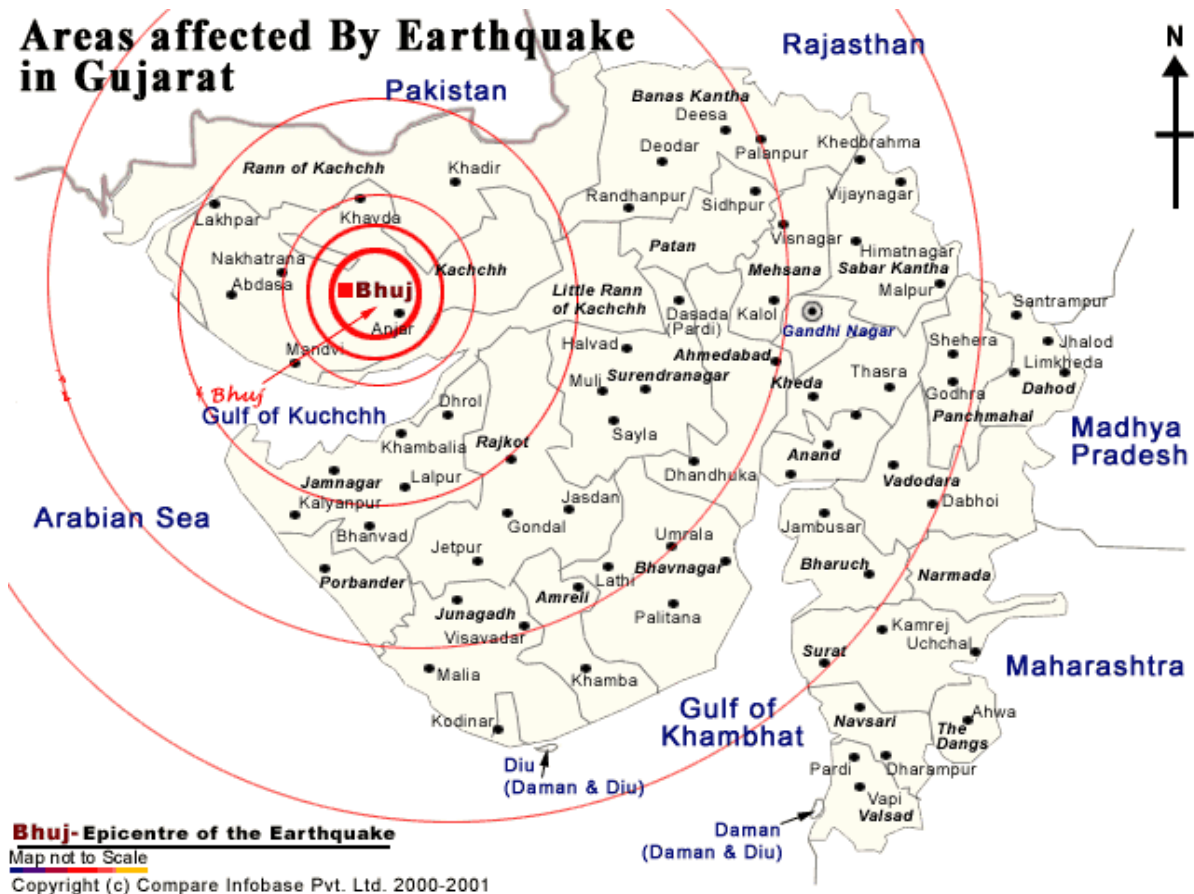 Areas affected By Earthquake
in Gujarat
Rajasthan
N
Pakistan
Banas Kantha
Deesa
Deodar
Palanpur
Khedbrahma
Rann of Kachchh
Khadir
Randhanpur
Sidhpur
Vijaynagar
Lakhpar
Khavda
Visnagar
Patan
Himatnagar
Nakhatrana
Kachchh
Mehsana
Sabar Kantha
Abdasa
Bhuj
Little Rann
of Kachchh
Malpur
Dasada
(Pardi)
Kalol
Santrampur
Anjar
Gandhi Nagar
Mandvi
Halvad
Ahmedabad
Shehera
Jhalod
Limkheda
Muli
Surendranagar
Kheda
Thasra
Godhra
Dahod
Bhuj
Gulf of Kuchchh
Dhrol
Panchmahal
Sayla
Khambalia
Rajkot
Anand
Madhya
Pradesh
Jamnagar
Lalpur
Dhandhuka
Vadodara
Kalyanpur
Jasdan
Dabhoi
Arabian Sea
Bhanvad
Gondal
Jambusar
Umrala
Jetpur
Porbander
Lathi
Bhavnagar
Bharuch
Narmada
Amreli
Junagadh
Palitana
Visavadar
Kamrej
Uchchal
Surat
Maharashtra
Malia
Khamba
Gulf of
Khambhat
Kodinar
Navsari
Ahwa
The
Dangs
Diu
(Daman & Diu)
Pardi
Dharampur
Vapi
Valsad
Daman
(Daman & Diu)
Bhuj- Epicentre of the Earthquake
Map not to Scale
Copyright (c) Compare Infobase Pvt. Ltd. 2000-2001